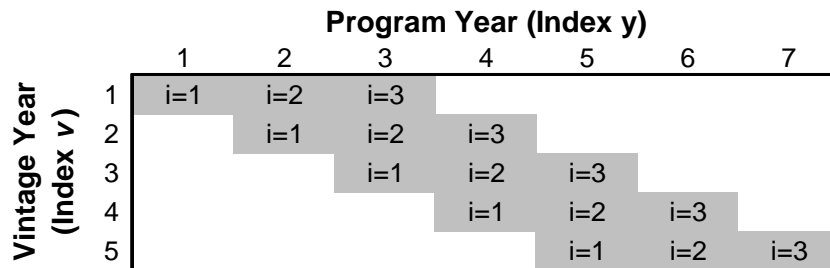 Program Year (Index y)
1 2 3 4 5 6 7
Vintage Year
(Index v)
1 i=1 i=2 i=3
2 i=1 i=2 i=3
3 i=1 i=2 i=3
4 i=1 i=2 i=3
5 i=1 i=2 i=3